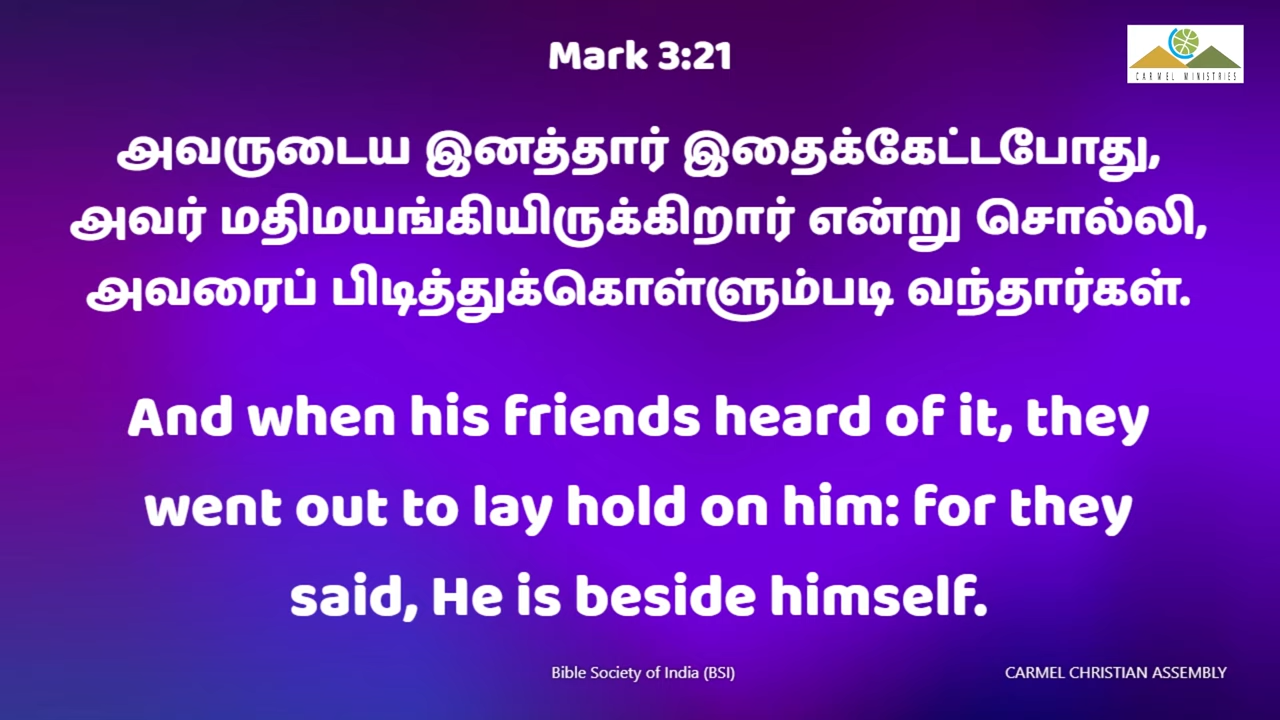 Mark 3:21
CARMEL MINISTRIES
அவருடைய இனத்தார் இதைக்கேட்டபோது,
அவர் மதிமயங்கியிருக்கிறார் என்று சொல்லி,
அவரைப் பிடித்துக்கொள்ளும்படி வந்தார்கள்.
And when his friends heard of it, they
went out to lay hold on him: for they
said, He is beside himself.
Bible Society of India (BSI)
CARMEL CHRISTIAN ASSEMBLY